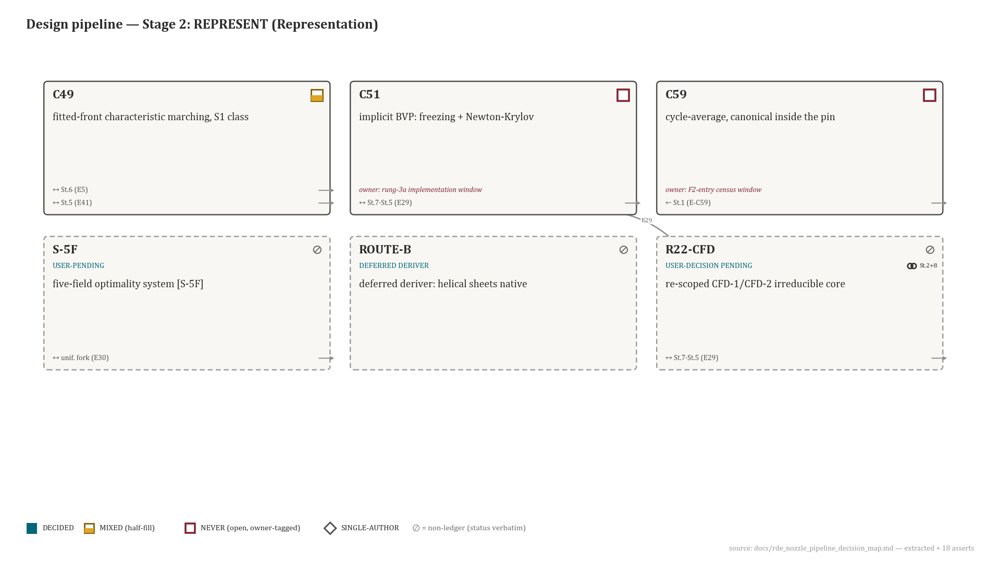 Design pipeline — Stage 2: REPRESENT (Representation)
C49
fitted-front characteristic marching, S1 class
↔ St.6 (E5)
↔ St.5 (E41)
C51
implicit BVP: freezing + Newton-Krylov
owner: rung-3a implementation window
↔ St.7·St.5 (E29)
C59
cycle-average, canonical inside the pin
owner: F2-entry census window
← St.1 (E-C59)
E29
S-5F
USER-PENDING
five-field optimality system [S-5F]
↔ unif. fork (E30)
ROUTE-B
DEFERRED DERIVER
deferred deriver: helical sheets native
R22-CFD
USER-DECISION PENDING
St.2+8
re-scoped CFD-1/CFD-2 irreducible core
↔ St.7·St.5 (E29)
DECIDED
MIXED (half-fill)
NEVER (open, owner-tagged)
SINGLE-AUTHOR
∅ = non-ledger (status verbatim)
source: docs/rde_nozzle_pipeline_decision_map.md — extracted + 18 asserts